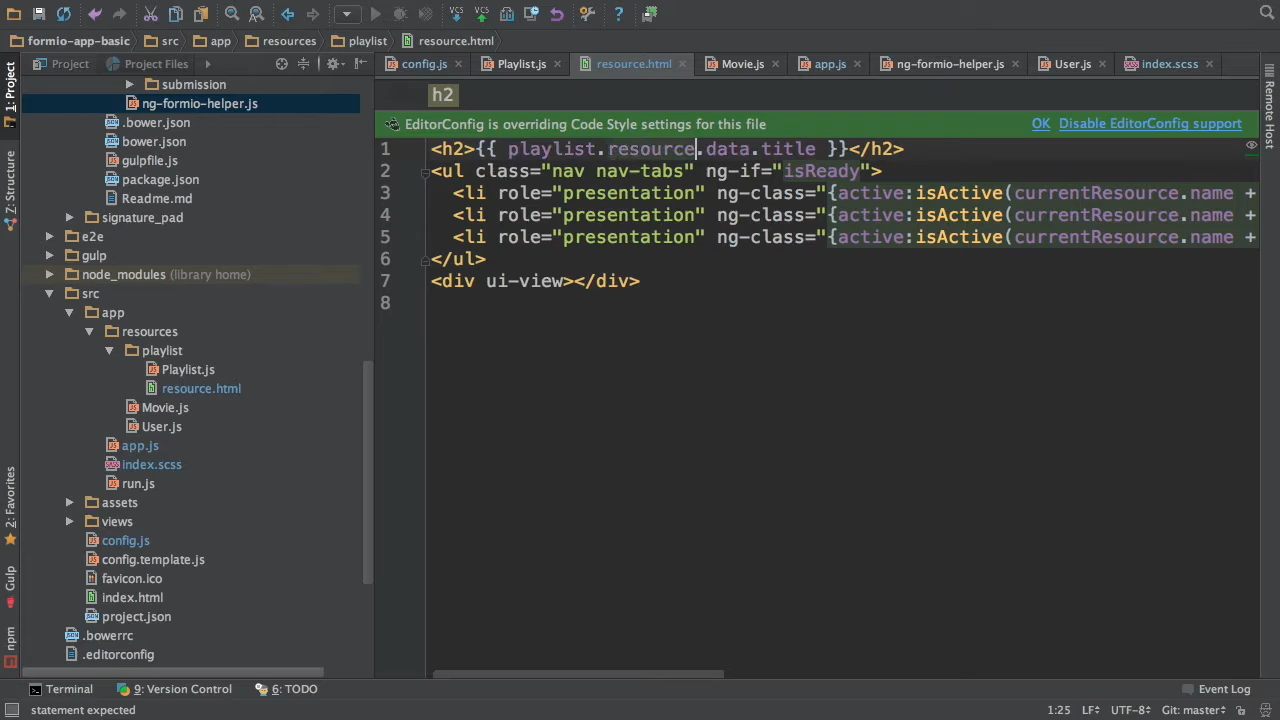 VCS VCS
formio-app-basic src app resources playlist resource.html
Project Project Files
config.js Playlist.js resource.html Movie.js app.js ng-formio-helper.js User.js index.scss
1: Project
Z: Structure
2: Favorites
Gulp
npm
Remote Host
submission
ng-formio-helper.js
.bower.json
bower.json
gulpfile.js
package.json
Readme.md
signature_pad
e2e
gulp
node_modules (library home)
src
app
resources
playlist
Playlist.js
resource.html
Movie.js
User.js
app.js
index.scss
run.js
assets
views
config.js
config.template.js
favicon.ico
index.html
project.json
.bowerrc
.editorconfig
h2
EditorConfig is overriding Code Style settings for this file OK Disable EditorConfig support
1 <h2>{{ playlist.resource.data.title }}</h2>
2 <ul class="nav nav-tabs" ng-if="isReady">
3 <li role="presentation" ng-class="{active:isActive(currentResource.name +
4 <li role="presentation" ng-class="{active:isActive(currentResource.name +
5 <li role="presentation" ng-class="{active:isActive(currentResource.name +
6 </ul>
7 <div ui-view></div>
8
Terminal 9: Version Control 6: TODO Event Log
statement expected 1:25 LF UTF-8 Git: master